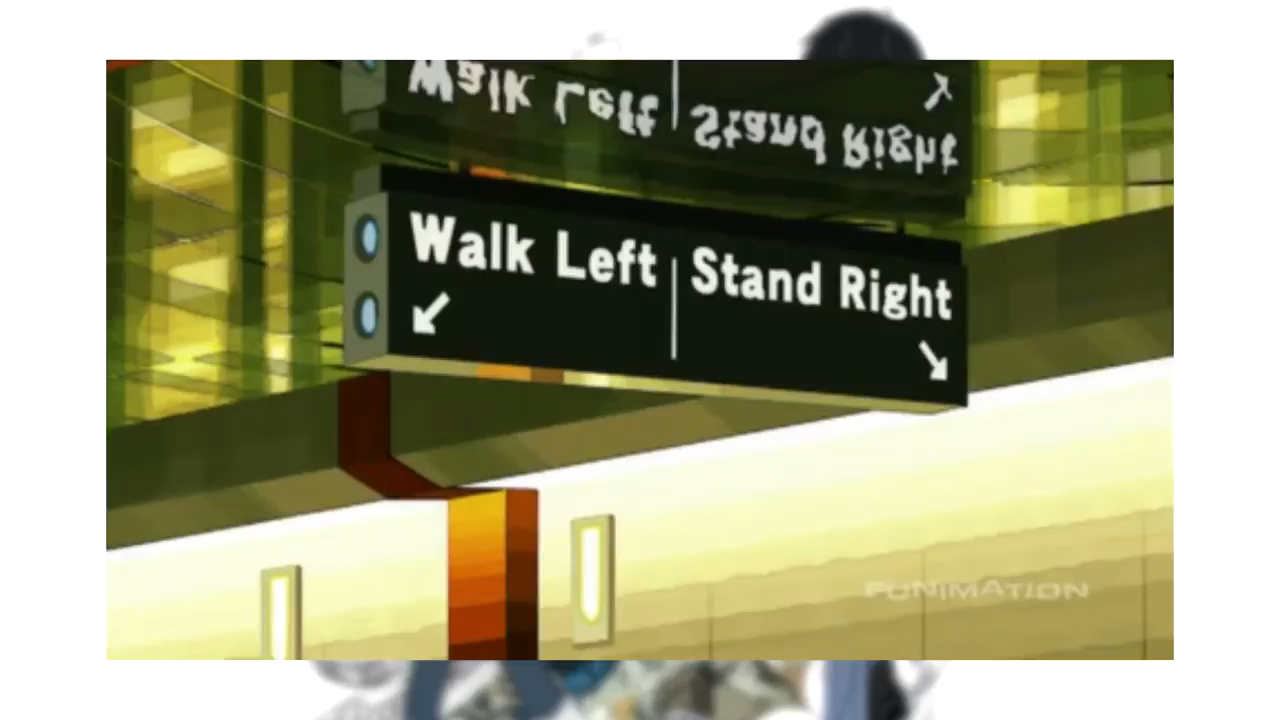 Walk Left | Stand Right
Walk Left | Stand Right
↙ ↘
FUNIMATION